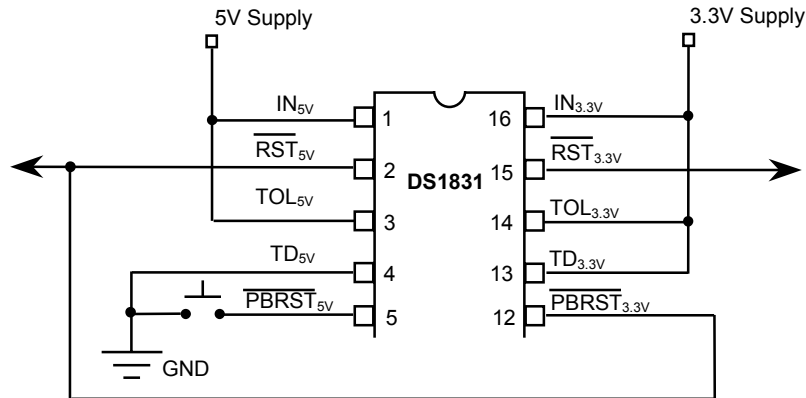 5V Supply
3.3V Supply
IN5V
1
16
IN3.3V
RST5V
2
DS1831
15
RST3.3V
TOL5V
3
14
TOL3.3V
TD5V
4
13
TD3.3V
PBRST5V
5
12
PBRST3.3V
GND